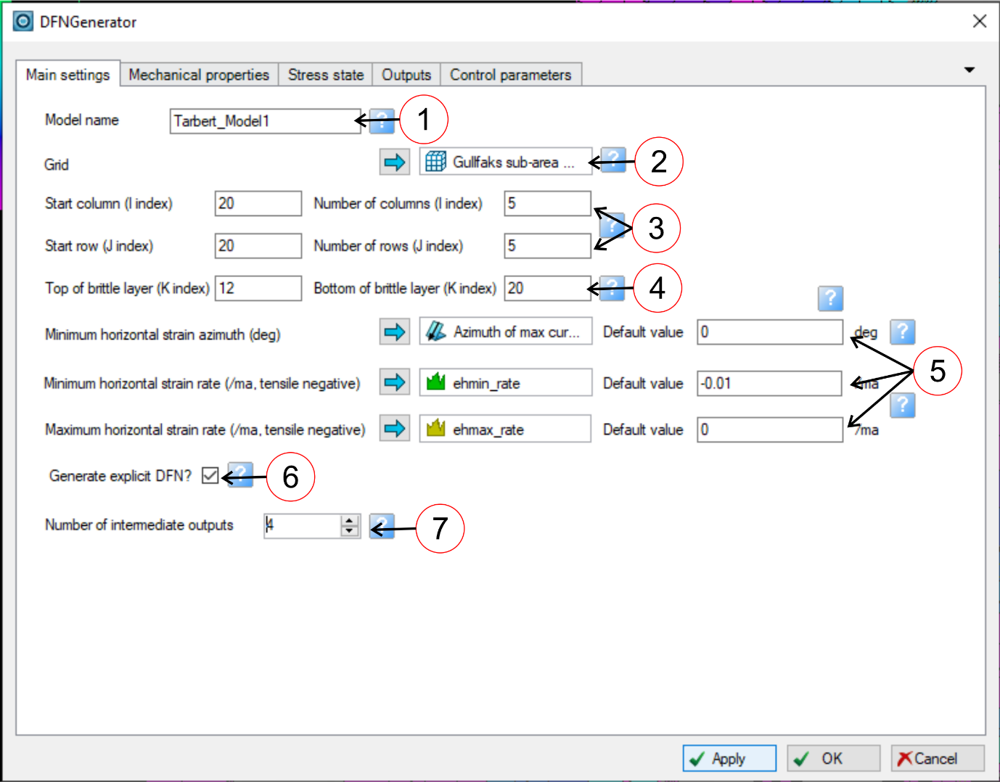 DFNGenerator
Main settings Mechanical properties Stress state Outputs Control parameters
Model name Tarbert_Model1 ? 1
Grid Gullfaks sub-area ... ? 2
Start column (I index) 20 Number of columns (I index) 5
? 3
Start row (J index) 20 Number of rows (J index) 5
Top of brittle layer (K index) 12 Bottom of brittle layer (K index) 20 ? 4
?
Minimum horizontal strain azimuth (deg) Azimuth of max cur... Default value 0 deg ?
5
Minimum horizontal strain rate (/ma, tensile negative) ehmin_rate Default value -0.01 /ma
?
Maximum horizontal strain rate (/ma, tensile negative) ehmax_rate Default value 0 /ma
Generate explicit DFN? ? 6
Number of intermediate outputs 4 ? 7
Apply OK Cancel